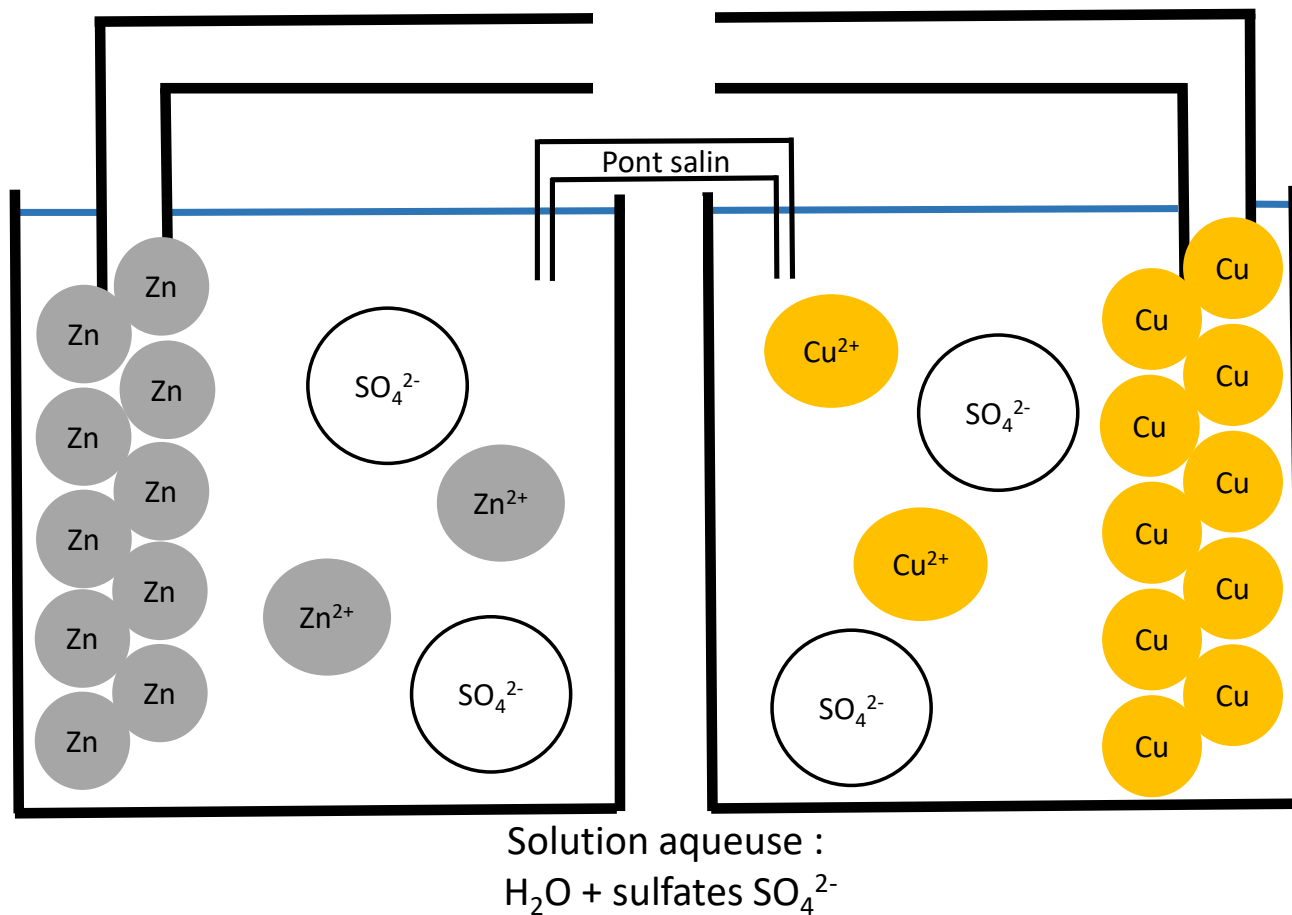 Pont salin
Zn
Zn
Zn
Zn
Zn
Zn
Zn
Zn
Zn
Zn
SO₄²⁻
Zn²⁺
Zn²⁺
SO₄²⁻
Cu²⁺
SO₄²⁻
Cu²⁺
SO₄²⁻
Cu
Cu
Cu
Cu
Cu
Cu
Cu
Cu
Cu
Cu
Solution aqueuse :
H₂O + sulfates SO₄²⁻